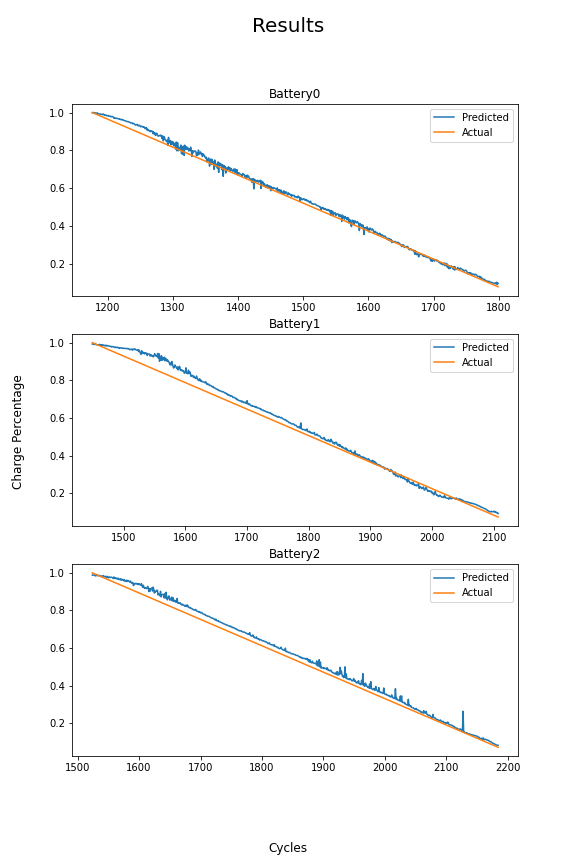 Results
Battery0
Predicted
Actual
1.0
0.8
0.6
0.4
0.2
1200 1300 1400 1500 1600 1700 1800
Battery1
Predicted
Actual
1.0
0.8
0.6
0.4
0.2
1500 1600 1700 1800 1900 2000 2100
Charge Percentage
Battery2
Predicted
Actual
1.0
0.8
0.6
0.4
0.2
1500 1600 1700 1800 1900 2000 2100 2200
Cycles